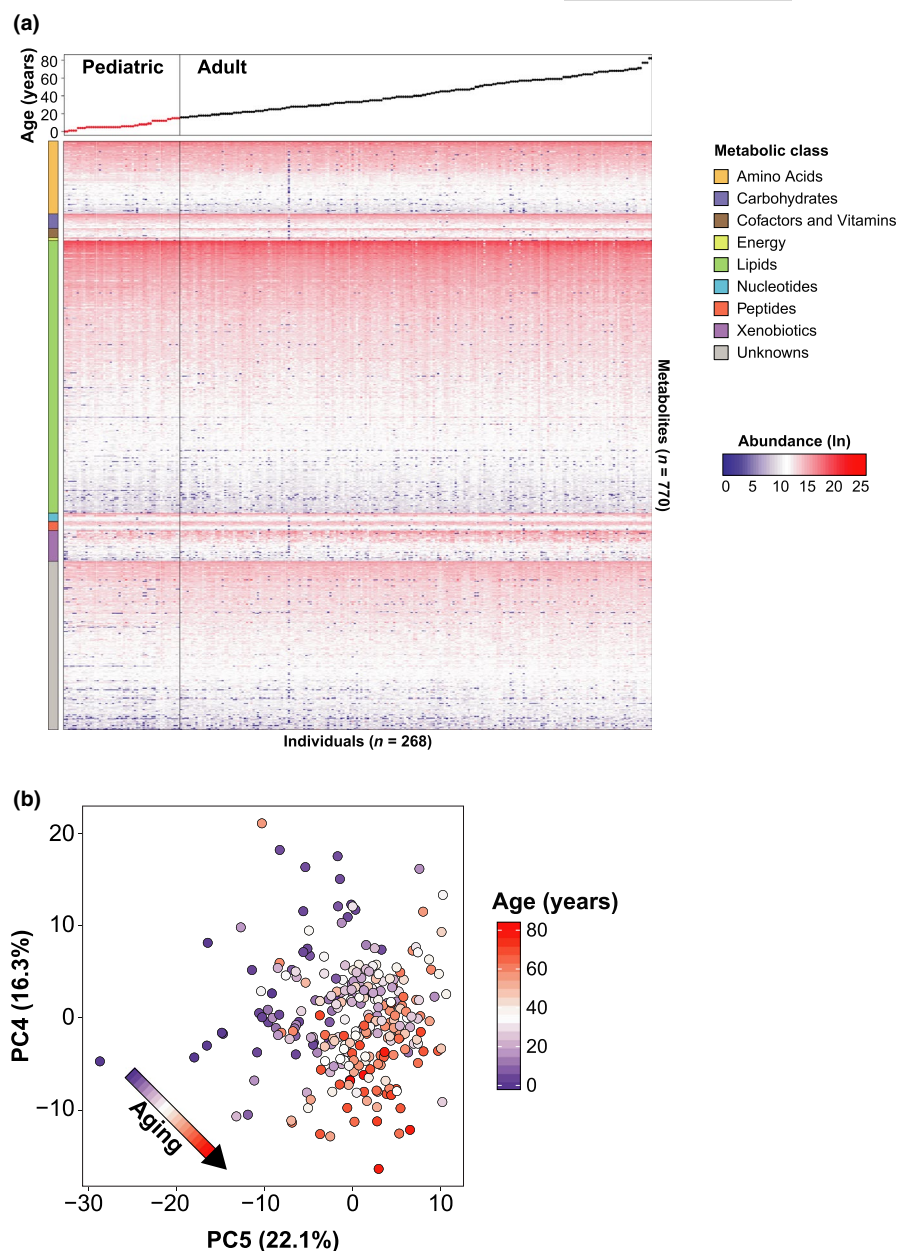 (a)
Pediatric
Adult
Age (years)
80
60
40
20
0
Metabolites (n = 770)
Individuals (n = 268)
Metabolic class
Amino Acids
Carbohydrates
Cofactors and Vitamins
Energy
Lipids
Nucleotides
Peptides
Xenobiotics
Unknowns
Abundance (ln)
0 5 10 15 20 25
(b)
PC4 (16.3%)
20
10
0
−10
Aging
−30 −20 −10 0 10
PC5 (22.1%)
Age (years)
80
60
40
20
0